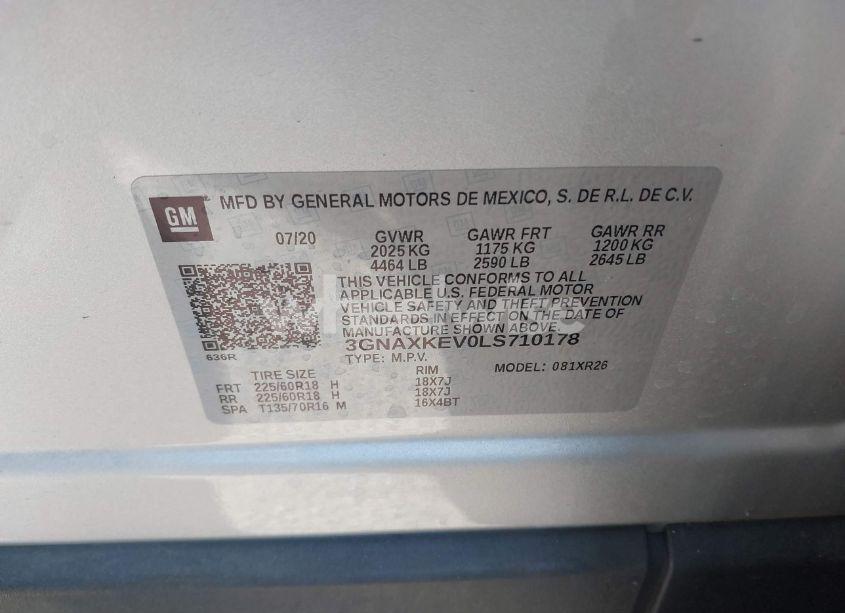 GM
MFD BY GENERAL MOTORS DE MEXICO, S. DE R.L. DE C.V.
07/20 GVWR GAWR FRT GAWR RR
2025 KG 1175 KG 1200 KG
4464 LB 2590 LB 2645 LB
THIS VEHICLE CONFORMS TO ALL
APPLICABLE U.S. FEDERAL MOTOR
VEHICLE SAFETY AND THEFT PREVENTION
STANDARDS IN EFFECT ON THE DATE OF
MANUFACTURE SHOWN ABOVE.
3GNAXKEV0LS710178
636R
TYPE: M.P.V. MODEL: 081XR26
TIRE SIZE RIM
FRT 225/60R18 H 18X7J
RR 225/60R18 H 18X7J
SPA T135/70R16 M 16X4BT